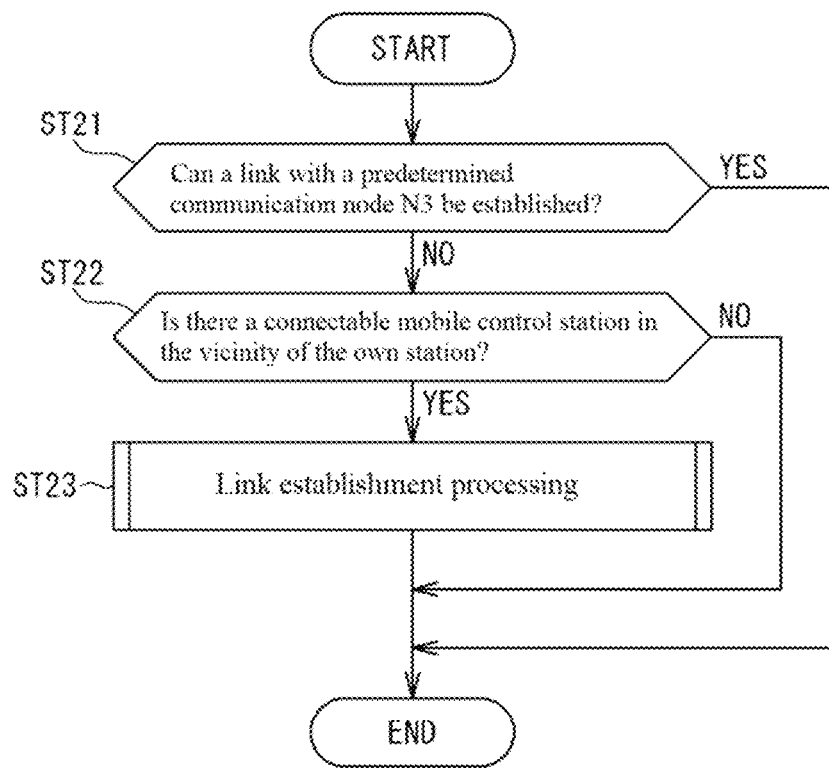 START
ST21
Can a link with a predetermined
communication node N3 be established?
YES
NO
ST22
Is there a connectable mobile control station in
the vicinity of the own station?
NO
YES
ST23
Link establishment processing
END